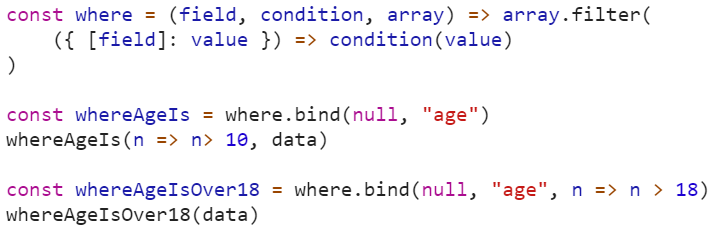 const where = (field, condition, array) => array.filter(
    ({ [field]: value }) => condition(value)
)
const whereAgeIs = where.bind(null, "age")
whereAgeIs(n => n> 10, data)
const whereAgeIsOver18 = where.bind(null, "age", n => n > 18)
whereAgeIsOver18(data)